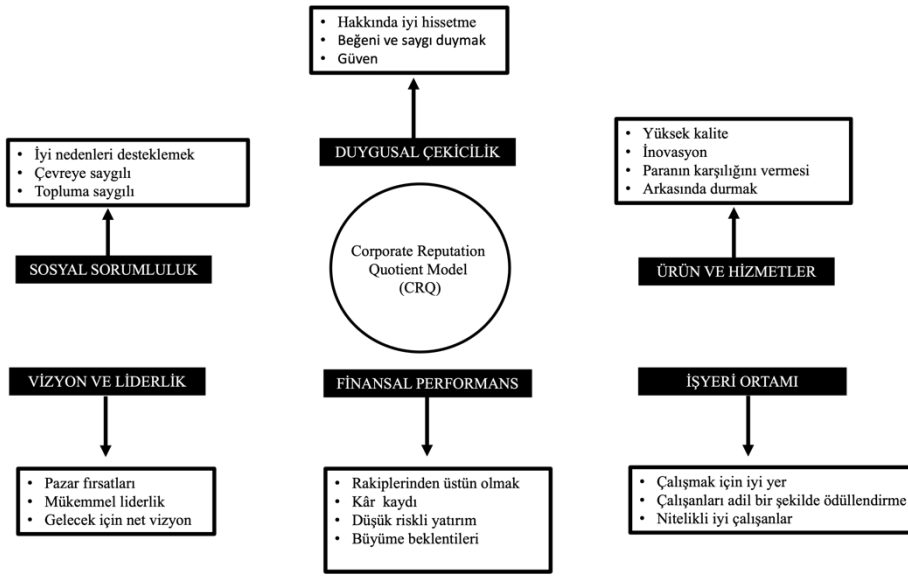 • Hakkında iyi hissetme
• Beğeni ve saygı duymak
• Güven
DUYGUSAL ÇEKİCİLİK
• İyi nedenleri desteklemek
• Çevreye saygılı
• Topluma saygılı
SOSYAL SORUMLULUK
• Yüksek kalite
• İnovasyon
• Paranın karşılığını vermesi
• Arkasında durmak
ÜRÜN VE HİZMETLER
Corporate Reputation
Quotient Model
(CRQ)
VİZYON VE LİDERLİK
• Pazar fırsatları
• Mükemmel liderlik
• Gelecek için net vizyon
FİNANSAL PERFORMANS
• Rakiplerinden üstün olmak
• Kâr kaydı
• Düşük riskli yatırım
• Büyüme beklentileri
İŞYERİ ORTAMI
• Çalışmak için iyi yer
• Çalışanları adil bir şekilde ödüllendirme
• Nitelikli iyi çalışanlar